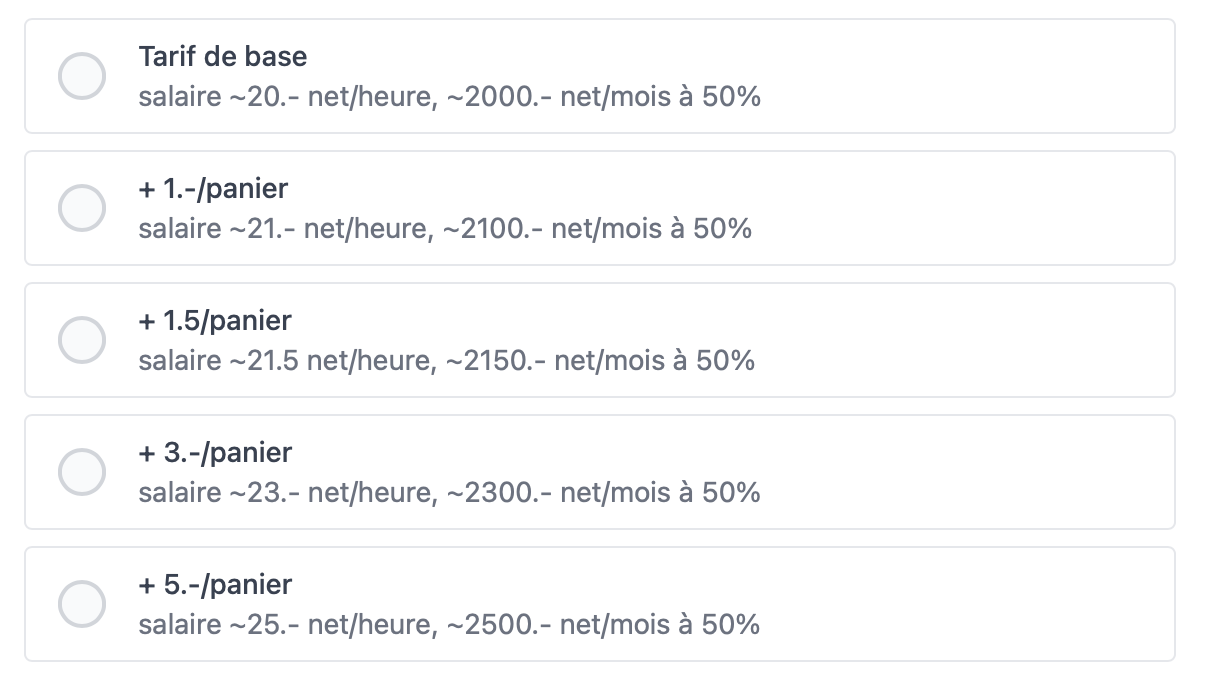 Tarif de base
salaire ~20.- net/heure, ~2000.- net/mois à 50%
+ 1.-/panier
salaire ~21.- net/heure, ~2100.- net/mois à 50%
+ 1.5/panier
salaire ~21.5 net/heure, ~2150.- net/mois à 50%
+ 3.-/panier
salaire ~23.- net/heure, ~2300.- net/mois à 50%
+ 5.-/panier
salaire ~25.- net/heure, ~2500.- net/mois à 50%